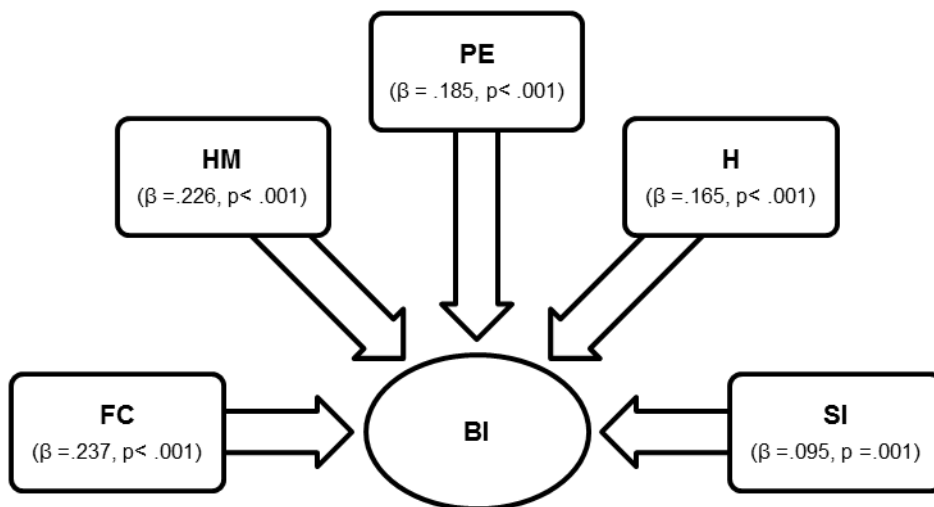 PE
(β = .185, p< .001)
HM
(β =.226, p< .001)
H
(β =.165, p< .001)
FC
(β =.237, p< .001)
BI
SI
(β =.095, p =.001)